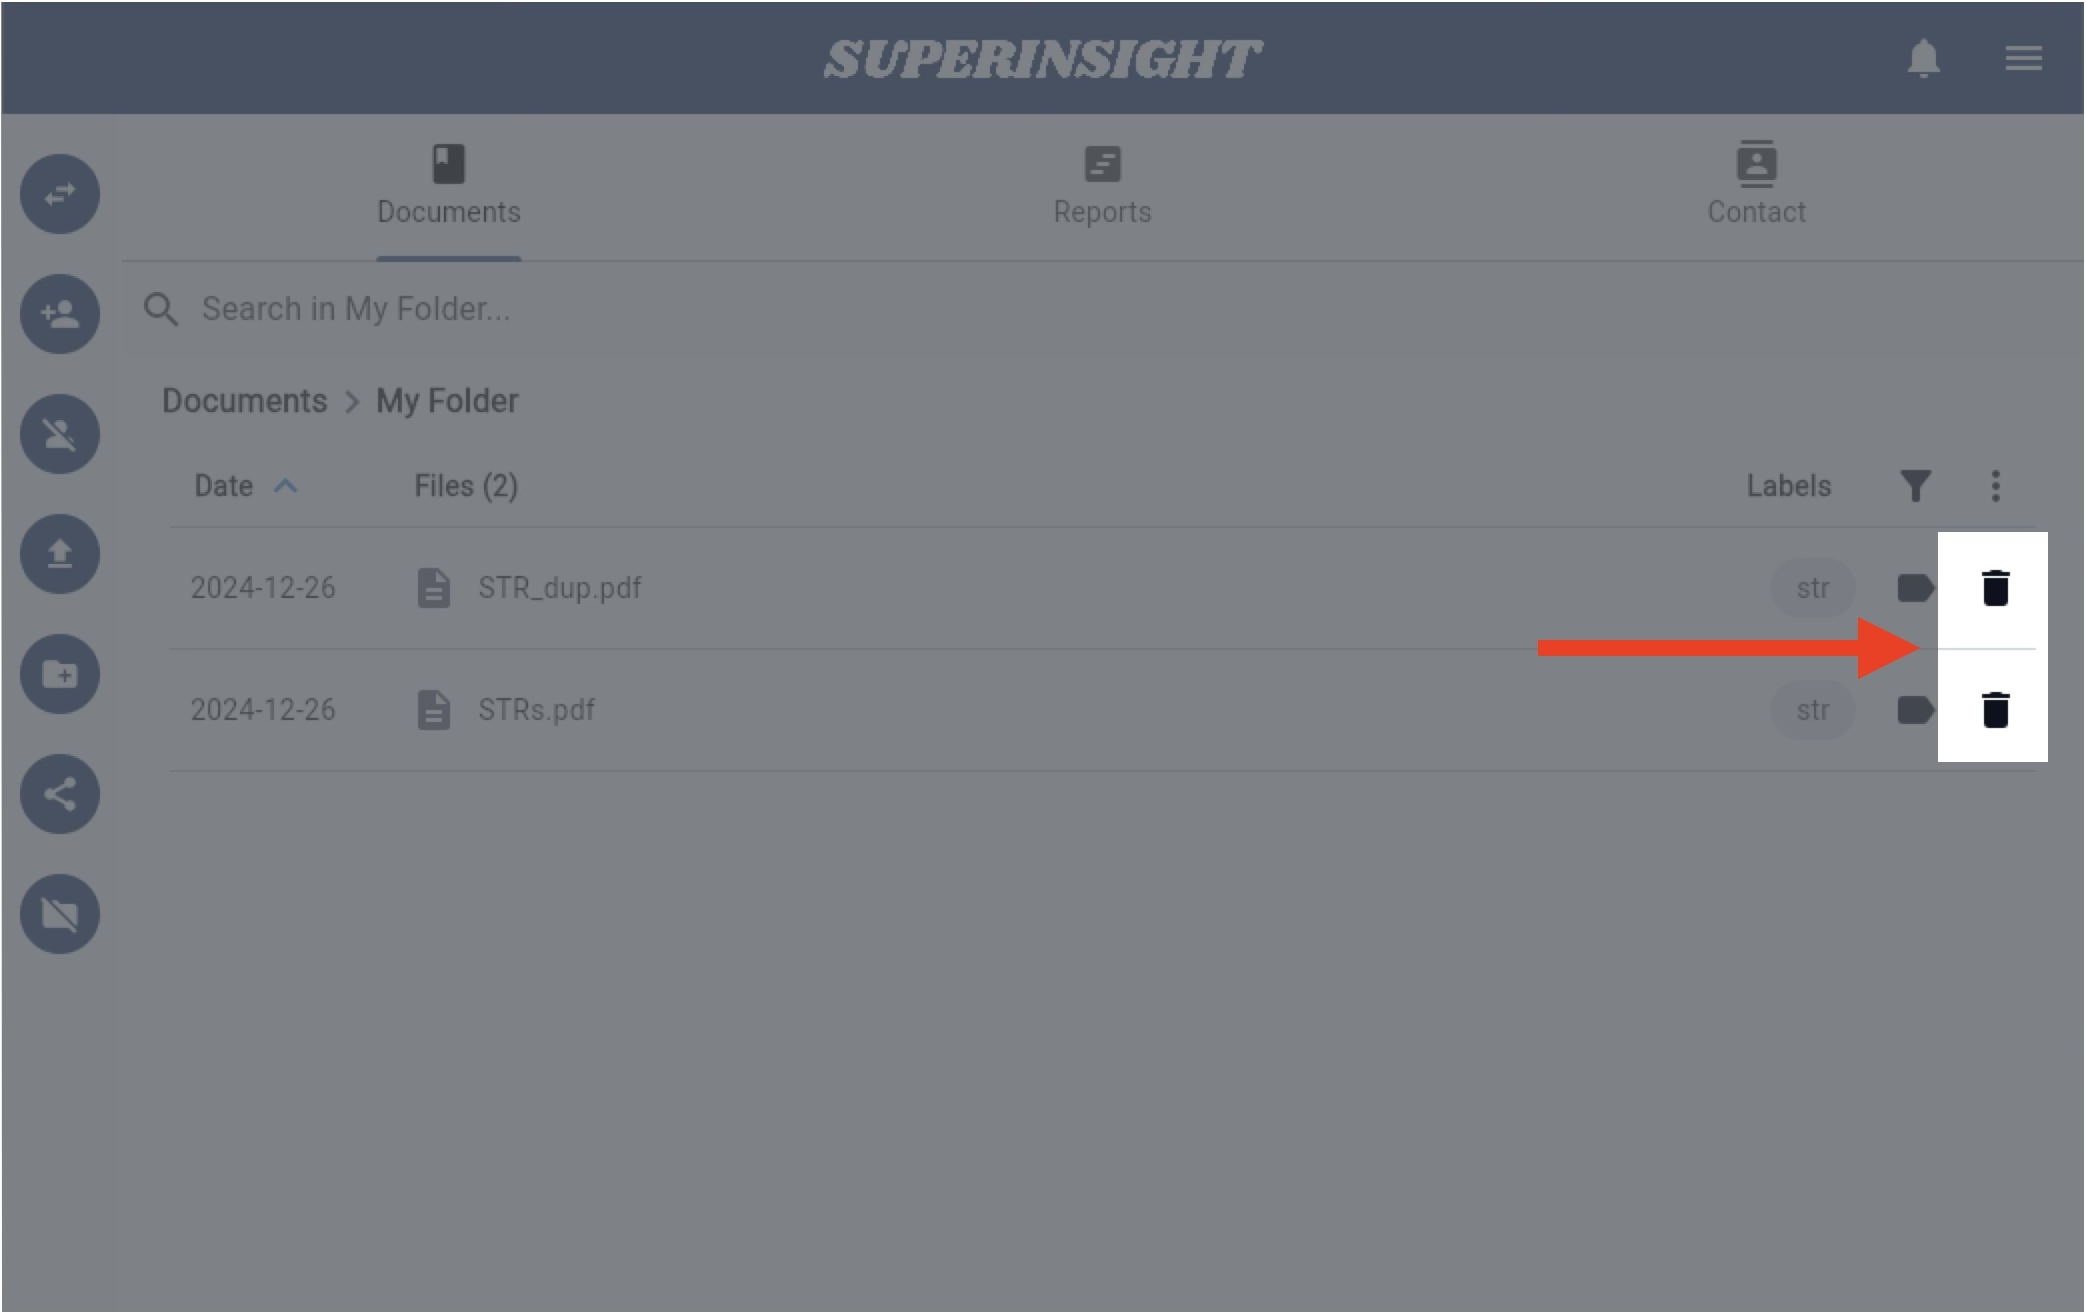 SUPERINSIGHT
Documents Reports Contact
Search in My Folder...
Documents > My Folder
Date Files (2) Labels
2024-12-26 STR_dup.pdf str
2024-12-26 STRs.pdf str